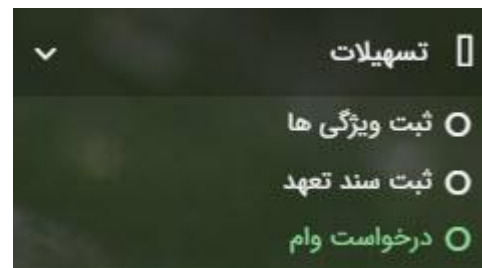 تسهیلات
ثبت ویژگی ها
ثبت سند تعهد
درخواست وام